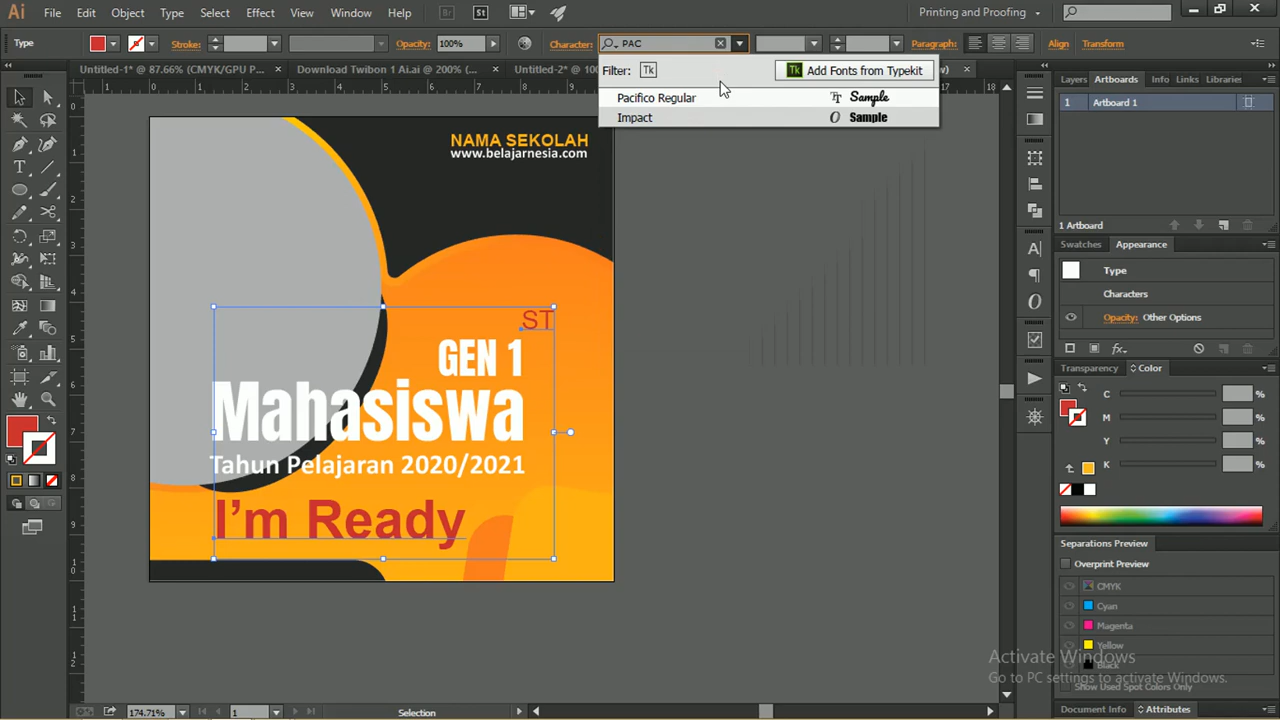 Ai File Edit Object Type Select Effect View Window Help Br St Printing and Proofing
Type Stroke: Opacity: 100% Character: PAC Paragraph: Align Transform
Untitled-1* @ 87.66% (CMYK/GPU P... Download Twibon 1 Ai.ai @ 200% (... Untitled-2* @ 100%
Filter: Tk Tk Add Fonts from Typekit
Pacifico Regular Sample
Impact Sample
Layers Artboards Info Links Libraries
1 Artboard 1
1 Artboard
Swatches Appearance
Type
Characters
Opacity: Other Options
Transparency Color
C %
M %
Y %
K %
Separations Preview
Overprint Preview
CMYK
Cyan
Magenta
Yellow
Black
Show Used Spot Colors Only
Document Info Attributes
NAMA SEKOLAH
www.belajarnesia.com
ST
GEN 1
Mahasiswa
Tahun Pelajaran 2020/2021
I'm Ready
Activate Windows
Go to PC settings to activate Windows.
174.71% 1 Selection